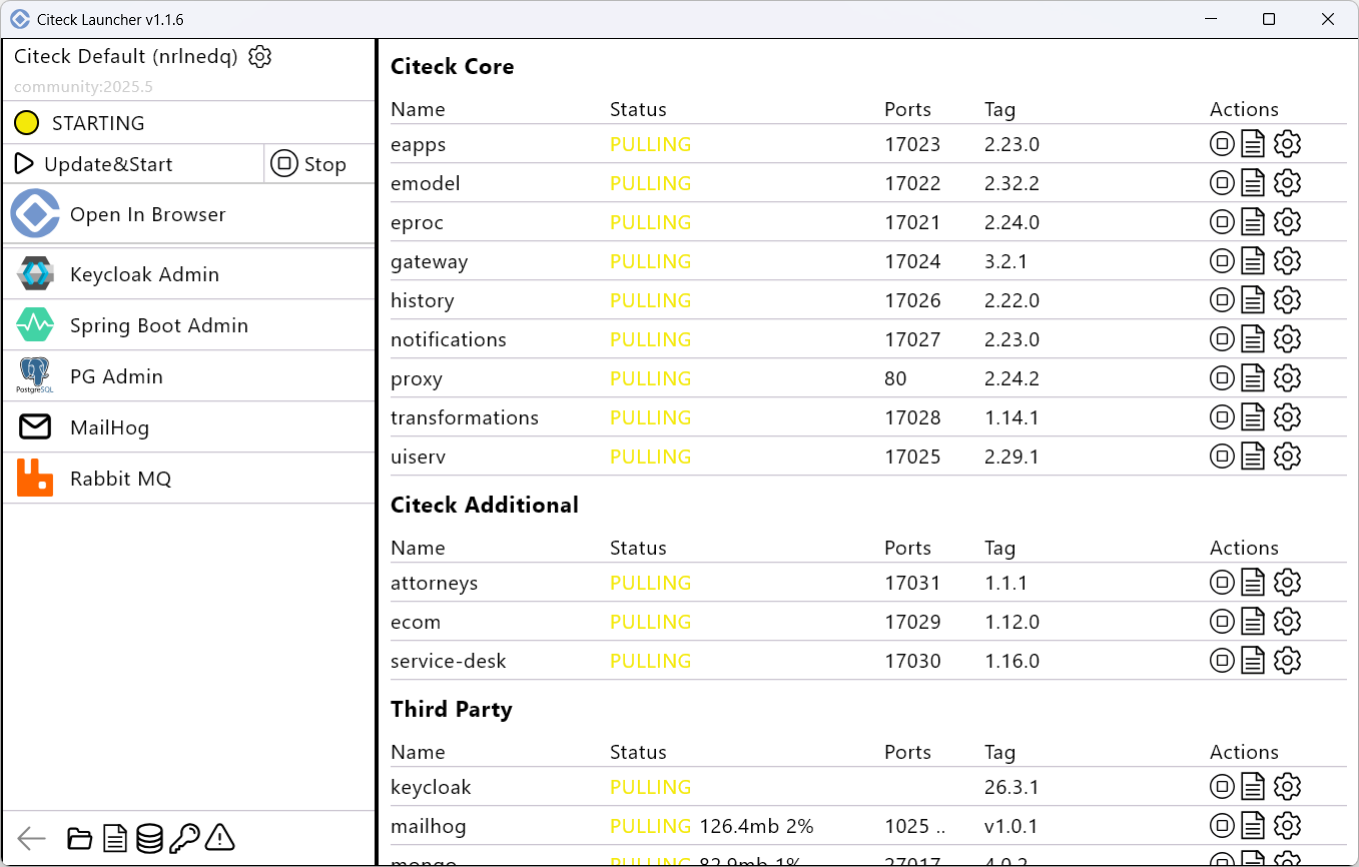 Citeck Launcher v1.1.6
Citeck Default (nrlnedq)
community:2025.5
STARTING
Update&Start Stop
Open In Browser
Keycloak Admin
Spring Boot Admin
PG Admin
PostgreSQL
MailHog
Rabbit MQ
Citeck Core
Name Status Ports Tag Actions
eapps PULLING 17023 2.23.0
emodel PULLING 17022 2.32.2
eproc PULLING 17021 2.24.0
gateway PULLING 17024 3.2.1
history PULLING 17026 2.22.0
notifications PULLING 17027 2.23.0
proxy PULLING 80 2.24.2
transformations PULLING 17028 1.14.1
uiserv PULLING 17025 2.29.1
Citeck Additional
Name Status Ports Tag Actions
attorneys PULLING 17031 1.1.1
ecom PULLING 17029 1.12.0
service-desk PULLING 17030 1.16.0
Third Party
Name Status Ports Tag Actions
keycloak PULLING 26.3.1
mailhog PULLING 126.4mb 2% 1025 .. v1.0.1
mongo PULLING 82.9mb 1% 27017 4.0.2